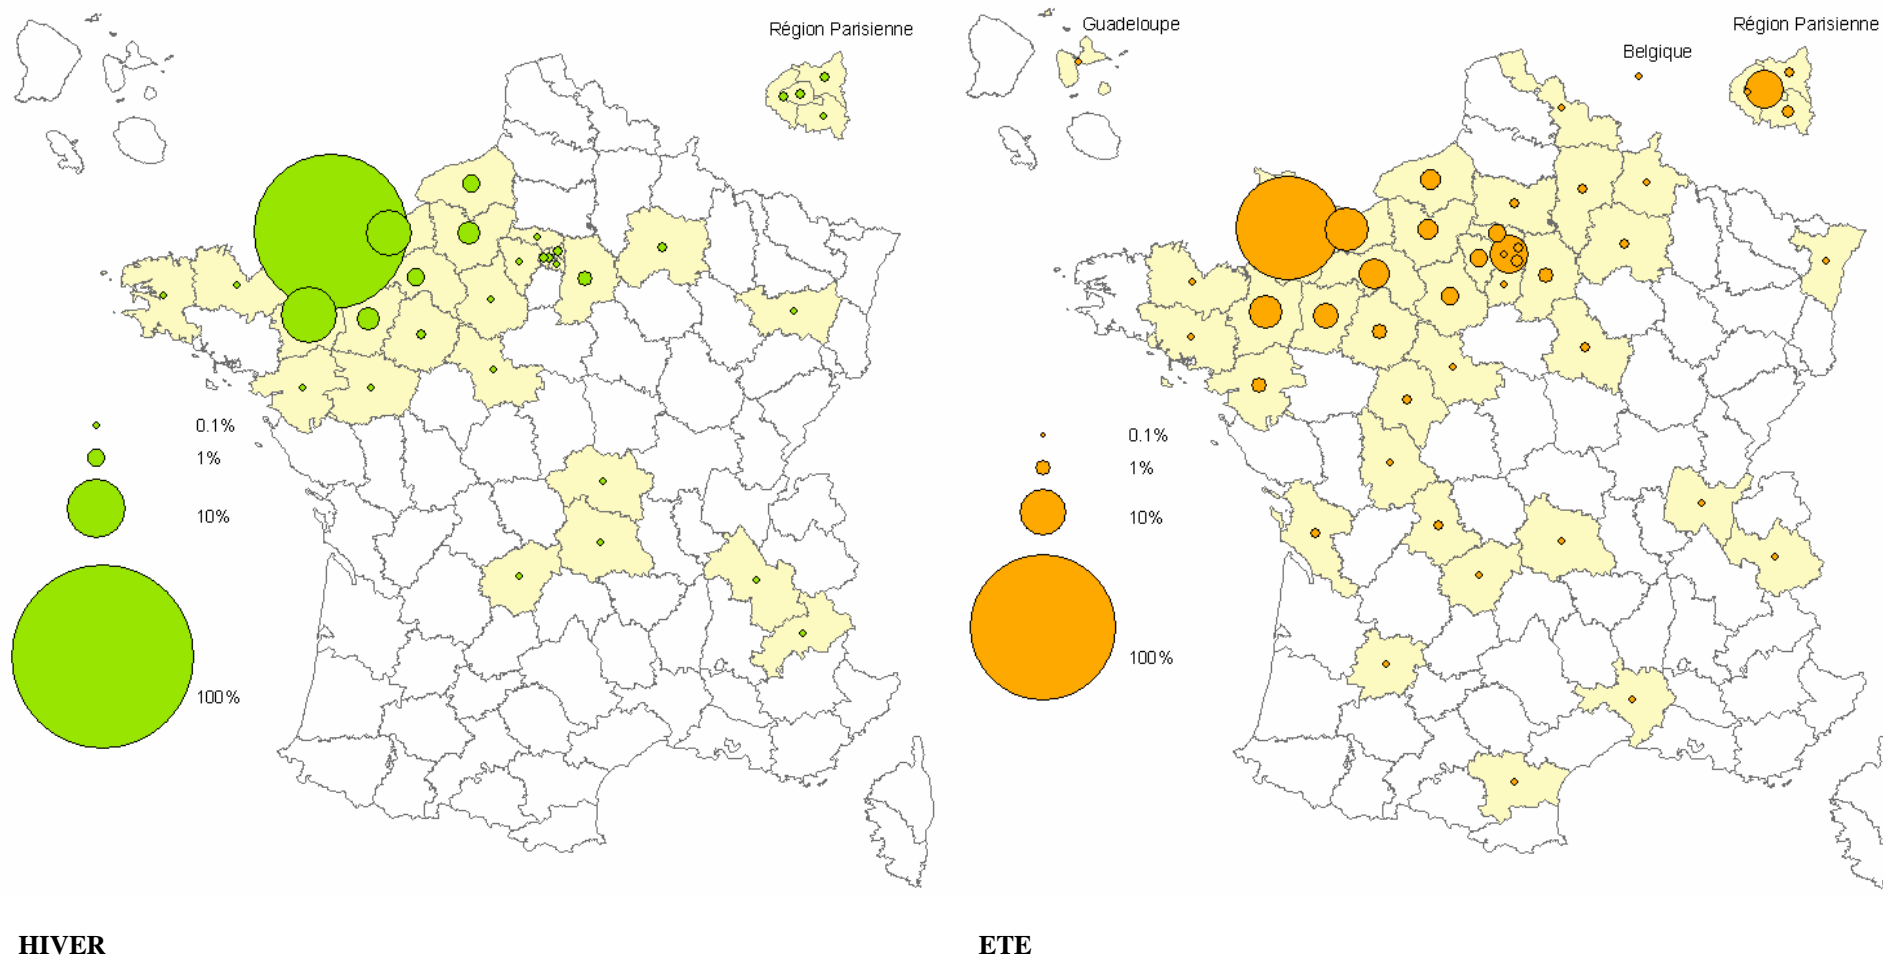 Région Parisienne
0.1%
1%
10%
100%
HIVER
Guadeloupe
Région Parisienne
Belgique
0.1%
1%
10%
100%
ETE